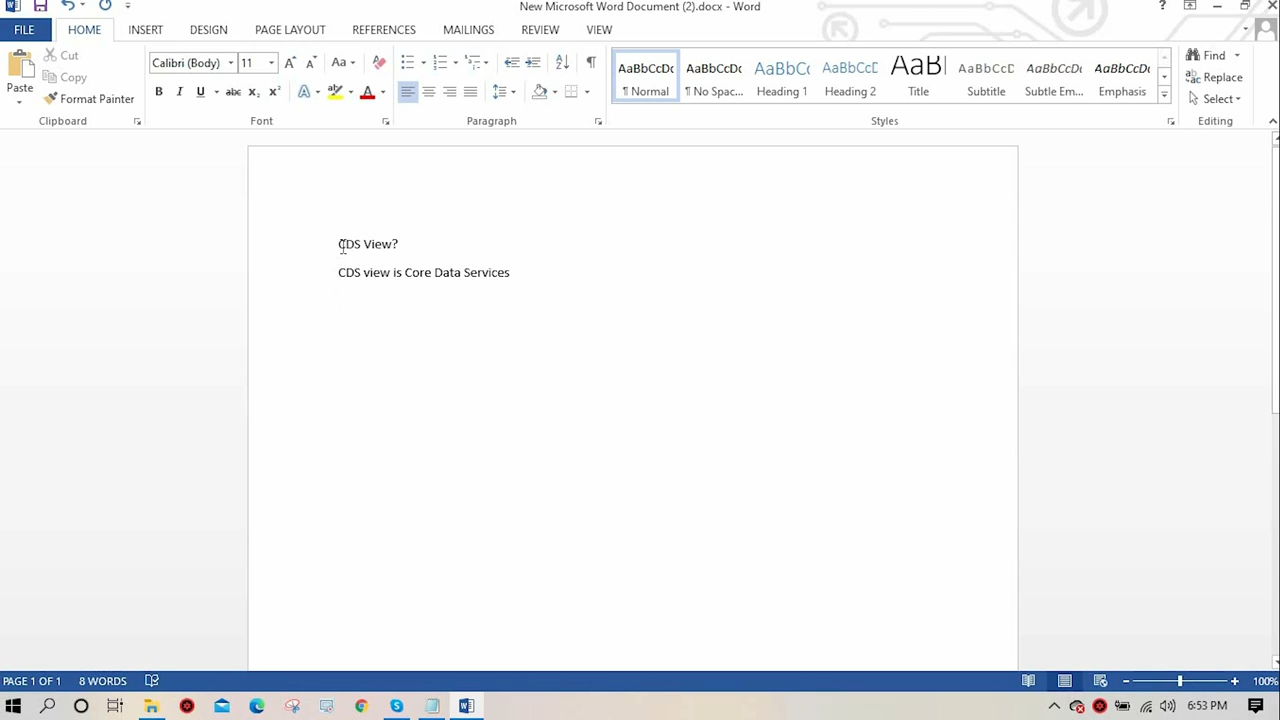 New Microsoft Word Document (2).docx - Word
FILE HOME INSERT DESIGN PAGE LAYOUT REFERENCES MAILINGS REVIEW VIEW
Paste
Cut
Copy
Format Painter
Clipboard
Calibri (Body) 11
Font
Paragraph
AaBbCcDc AaBbCcDc AaBbCc AaBbCcD AaB AaBbCcD AaBbCcDc AaBbCcDc
¶ Normal ¶ No Spac... Heading 1 Heading 2 Title Subtitle Subtle Em... Emphasis
Styles
Find
Replace
Select
Editing
CDS View?
CDS view is Core Data Services
PAGE 1 OF 1 8 WORDS 100%
6:53 PM